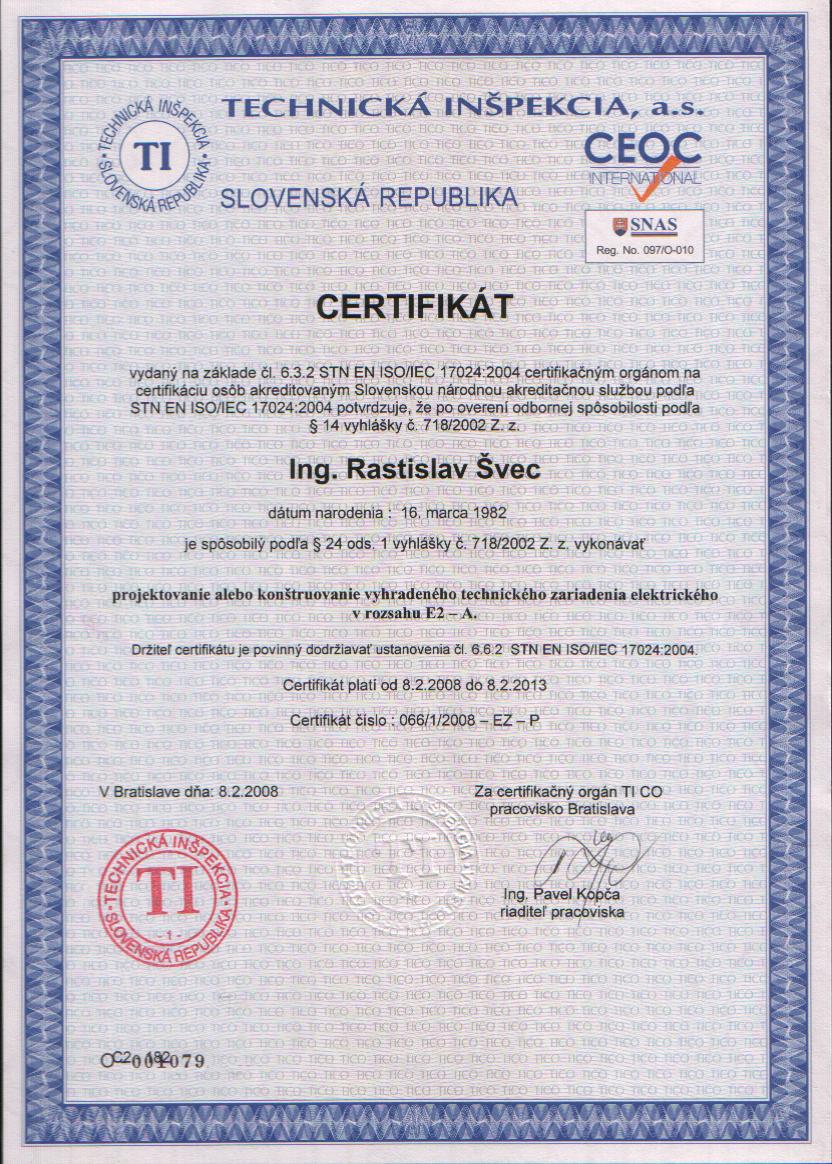 TECHNICKÁ INŠPEKCIA, a.s.
TECHNICKÁ INŠPEKCIA
TI
SLOVENSKÁ REPUBLIKA
SLOVENSKÁ REPUBLIKA
CEOC
INTERNATIONAL
SNAS
Reg. No. 097/O-010
CERTIFIKÁT
vydaný na základe čl. 6.3.2 STN EN ISO/IEC 17024:2004 certifikačným orgánom na
certifikáciu osôb akreditovaným Slovenskou národnou akreditačnou službou podľa
STN EN ISO/IEC 17024:2004 potvrdzuje, že po overení odbornej spôsobilosti podľa
§ 14 vyhlášky č. 718/2002 Z. z.
Ing. Rastislav Švec
dátum narodenia : 16. marca 1982
je spôsobilý podľa § 24 ods. 1 vyhlášky č. 718/2002 Z. z. vykonávať
projektovanie alebo konštruovanie vyhradeného technického zariadenia elektrického
v rozsahu E2 – A.
Držiteľ certifikátu je povinný dodržiavať ustanovenia čl. 6.6.2 STN EN ISO/IEC 17024:2004.
Certifikát platí od 8.2.2008 do 8.2.2013
Certifikát číslo : 066/1/2008 – EZ – P
V Bratislave dňa: 8.2.2008
Za certifikačný orgán TI CO
pracovisko Bratislava
TECHNICKÁ INŠPEKCIA
TI
- 1 -
SLOVENSKÁ REPUBLIKA
Ing. Pavel Kopča
riaditeľ pracoviska